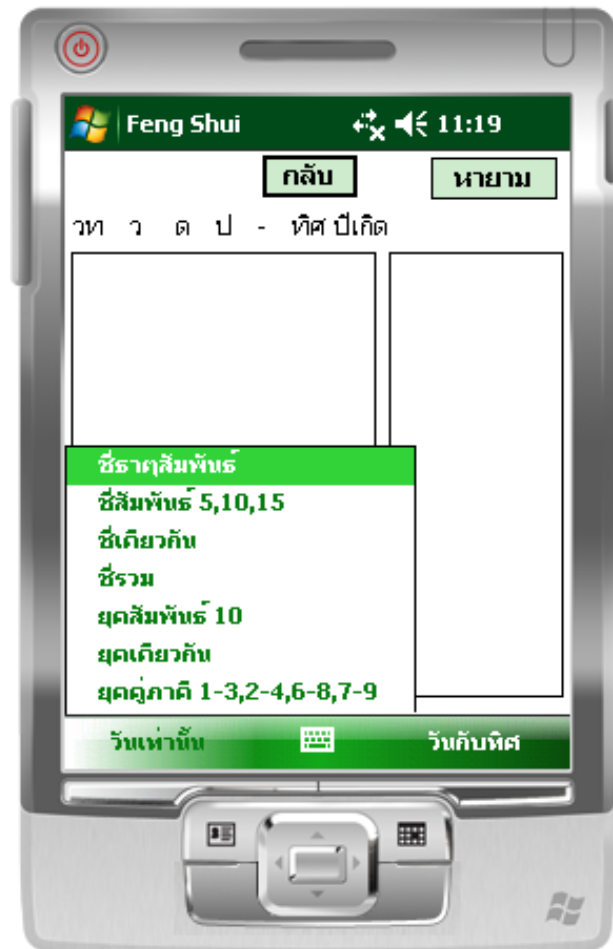 Feng Shui 11:19
กลับ หายาม
วท ว ด ป - ทิศ ปีเกิด
ชี่ธาตุสัมพันธ์
ชี่สัมพันธ์ 5,10,15
ชี่เดียวกัน
ชี่รวม
ยุคสัมพันธ์ 10
ยุคเดียวกัน
ยุคคู่ภาคี 1-3,2-4,6-8,7-9
วันเท่านั้น วันกับทิศ